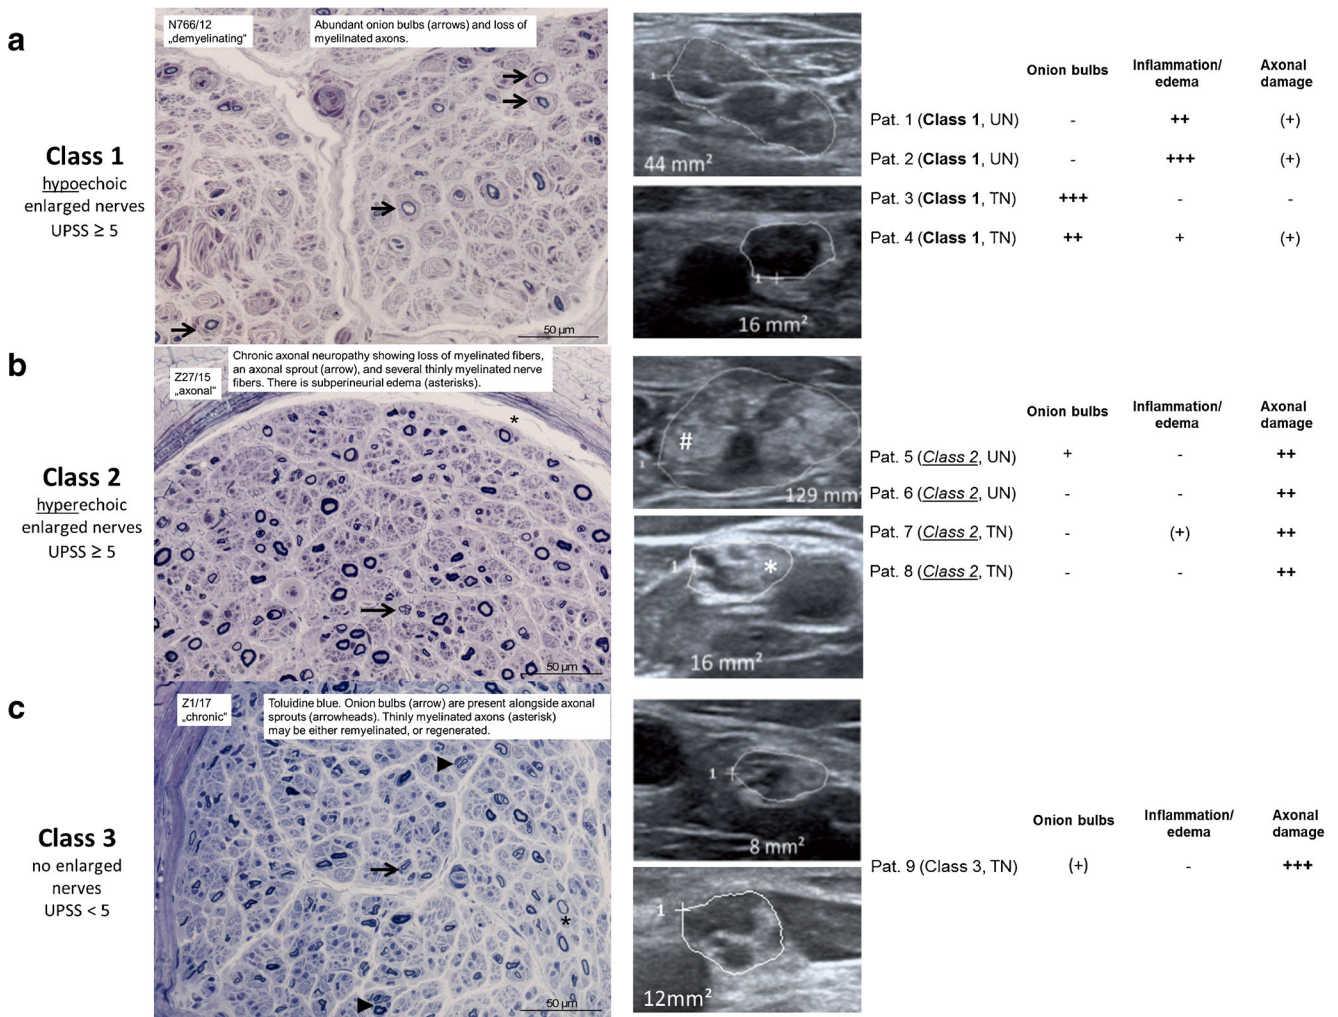 a
Class 1
hypoechoic
enlarged nerves
UPSS ≥ 5
N766/12
„demyelinating“
Abundant onion bulbs (arrows) and loss of
myelilnated axons.
50 µm
1
44 mm²
1
16 mm²
Onion bulbs
Inflammation/
edema
Axonal
damage
Pat. 1 (Class 1, UN) - ++ (+)
Pat. 2 (Class 1, UN) - +++ (+)
Pat. 3 (Class 1, TN) +++ - -
Pat. 4 (Class 1, TN) ++ + (+)
b
Class 2
hyperechoic
enlarged nerves
UPSS ≥ 5
Z27/15
„axonal“
Chronic axonal neuropathy showing loss of myelinated fibers,
an axonal sprout (arrow), and several thinly myelinated nerve
fibers. There is subperineurial edema (asterisks).
*
50 µm
#
1
129 mm²
1
*
16 mm²
Onion bulbs
Inflammation/
edema
Axonal
damage
Pat. 5 (Class 2, UN) + - ++
Pat. 6 (Class 2, UN) - - ++
Pat. 7 (Class 2, TN) - (+) ++
Pat. 8 (Class 2, TN) - - ++
c
Class 3
no enlarged
nerves
UPSS < 5
Z1/17
„chronic“
Toluidine blue. Onion bulbs (arrow) are present alongside axonal
sprouts (arrowheads). Thinly myelinated axons (asterisk)
may be either remyelinated, or regenerated.
*
50 µm
1
8 mm²
1
12mm²
Onion bulbs
Inflammation/
edema
Axonal
damage
Pat. 9 (Class 3, TN) (+) - +++